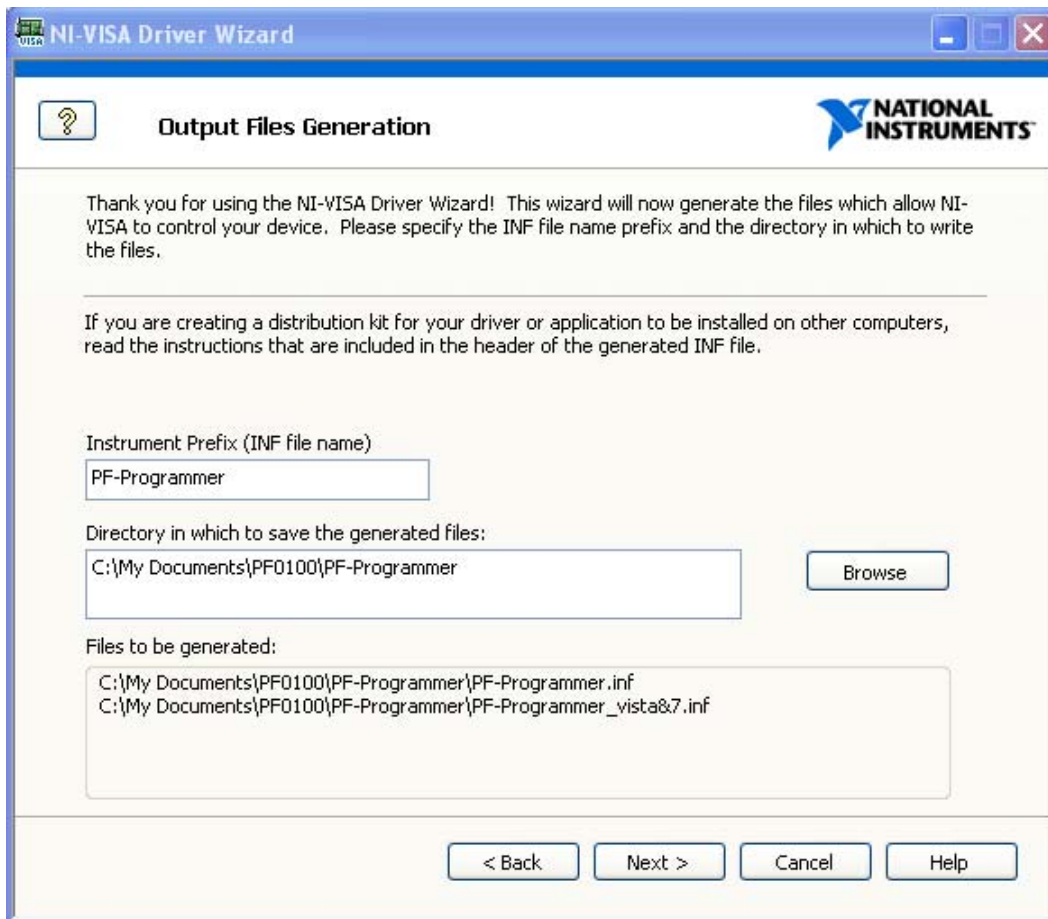 NI-VISA Driver Wizard
Output Files Generation
NATIONAL
INSTRUMENTS
Thank you for using the NI-VISA Driver Wizard! This wizard will now generate the files which allow NI-
VISA to control your device. Please specify the INF file name prefix and the directory in which to write
the files.
If you are creating a distribution kit for your driver or application to be installed on other computers,
read the instructions that are included in the header of the generated INF file.
Instrument Prefix (INF file name)
PF-Programmer
Directory in which to save the generated files:
C:\My Documents\PF0100\PF-Programmer
Browse
Files to be generated:
C:\My Documents\PF0100\PF-Programmer\PF-Programmer.inf
C:\My Documents\PF0100\PF-Programmer\PF-Programmer_vista&7.inf
< Back
Next >
Cancel
Help